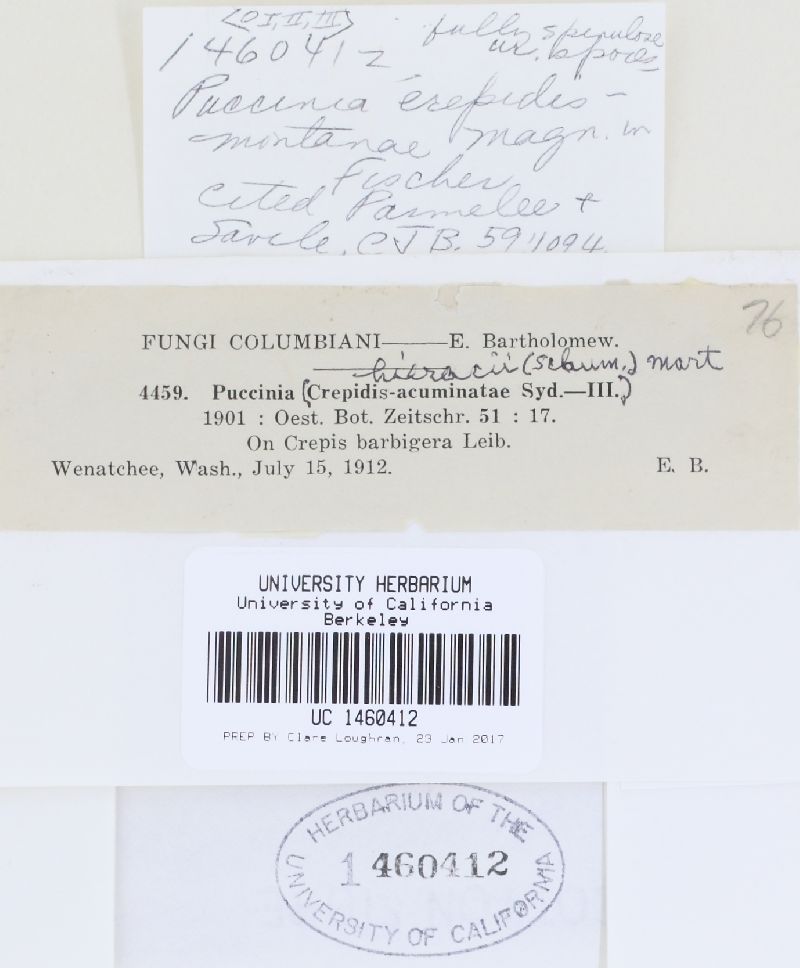 <O I, II, III> fully spinulose
1460412 ur. spores
Puccinia crepidis-
montanae Magn. in
Fischer
cited Parmelee +
Savile, CJB. 59:1094.
76
FUNGI COLUMBIANI——E. Bartholomew.
hieracii (Schum.) Mart
4459. Puccinia (Crepidis-acuminatae Syd.—III.)
1901 : Oest. Bot. Zeitschr. 51 : 17.
On Crepis barbigera Leib.
Wenatchee, Wash., July 15, 1912. E. B.
UNIVERSITY HERBARIUM
University of California
Berkeley
UC 1460412
PREP BY Clare Loughran, 23 Jan 2017
HERBARIUM OF THE
1460412
UNIVERSITY OF CALIFORNIA